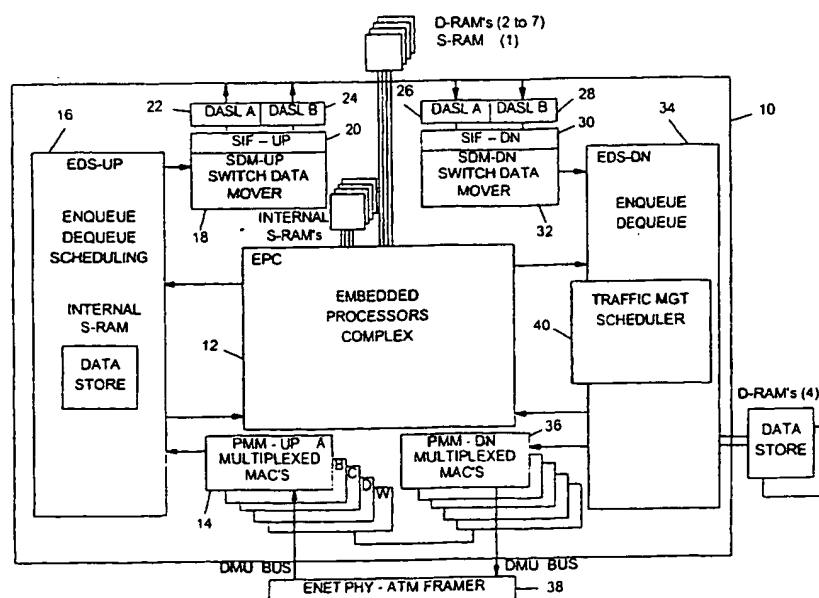 D-RAM's (2 to 7)
S-RAM (1)
22
DASL A
DASL B
24
26
DASL A
DASL B
28
16
SIF - UP
20
SIF - DN
30
34
10
EDS-UP
SDM-UP
SWITCH DATA
MOVER
SDM-DN
SWITCH DATA
MOVER
EDS-DN
ENQUEUE
DEQUEUE
SCHEDULING
18
INTERNAL
S-RAM's
32
ENQUEUE
DEQUEUE
EPC
EMBEDDED
PROCESSORS
COMPLEX
INTERNAL
S-RAM
DATA
STORE
12
40
TRAFFIC MGT
SCHEDULER
D-RAM's (4)
DATA
STORE
PMM - UP A
MULTIPLEXED
MAC'S
B
C
D
W
14
PMM - DN
MULTIPLEXED
MAC'S
36
DMU BUS
DMU BUS
ENET PHY - ATM FRAMER
38